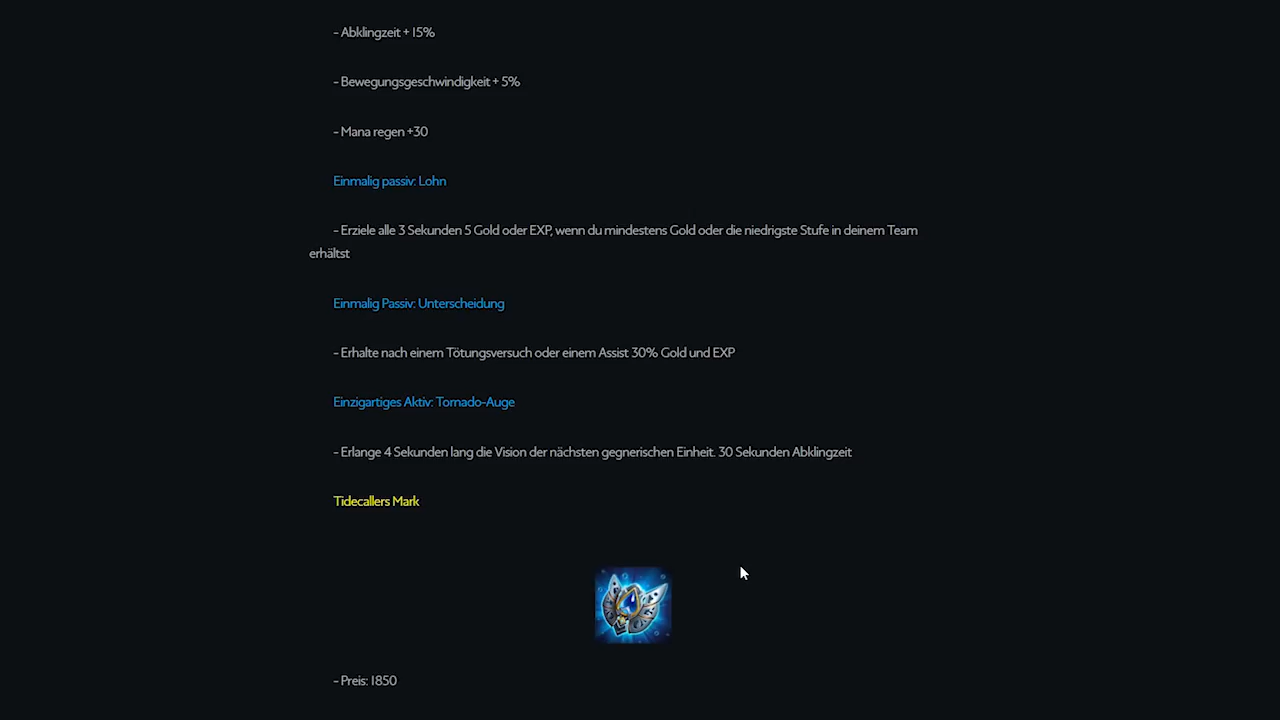 - Abklingzeit + 15%
- Bewegungsgeschwindigkeit + 5%
- Mana regen +30
Einmalig passiv: Lohn
- Erziele alle 3 Sekunden 5 Gold oder EXP, wenn du mindestens Gold oder die niedrigste Stufe in deinem Team
erhältst
Einmalig Passiv: Unterscheidung
- Erhalte nach einem Tötungsversuch oder einem Assist 30% Gold und EXP
Einzigartiges Aktiv: Tornado-Auge
- Erlange 4 Sekunden lang die Vision der nächsten gegnerischen Einheit. 30 Sekunden Abklingzeit
Tidecallers Mark
- Preis: 1850